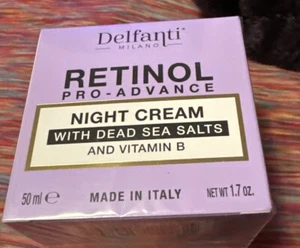 Delfanti
MILANO
RETINOL
PRO-ADVANCE
NIGHT CREAM
WITH DEAD SEA SALTS
AND VITAMIN B
50 ml ℮ MADE IN ITALY NET WT 1.7 oz.